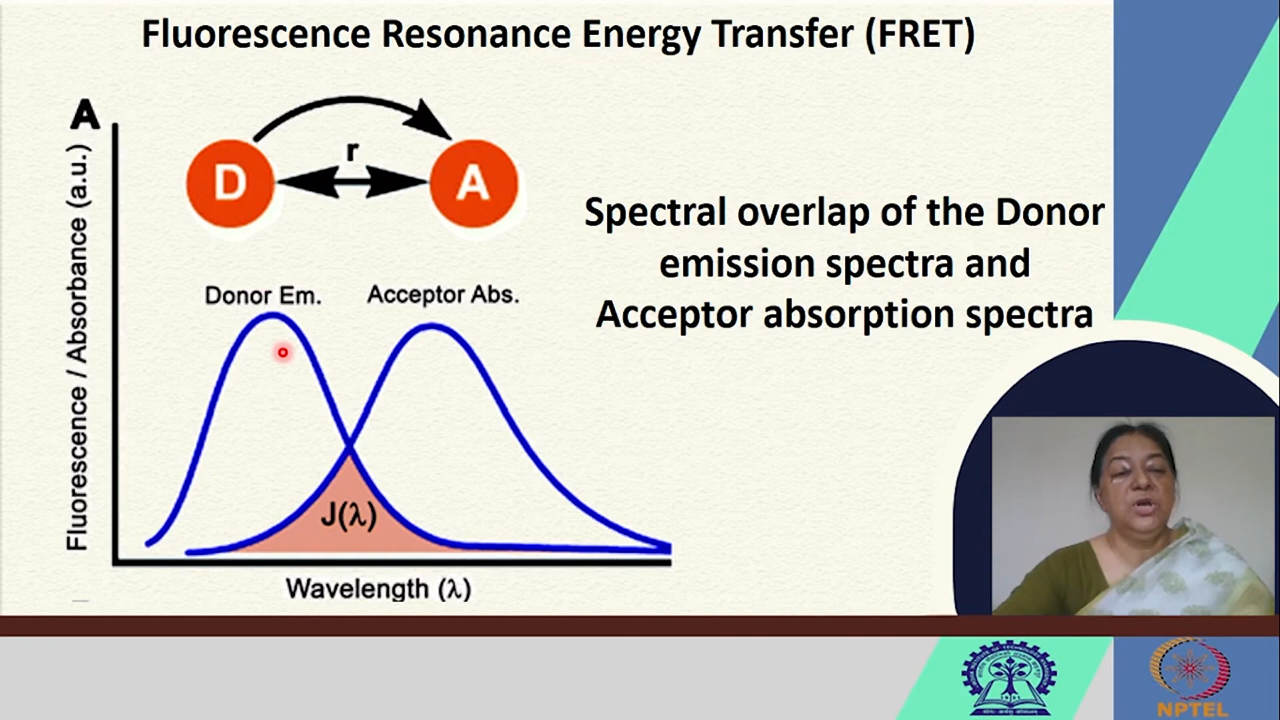 Fluorescence Resonance Energy Transfer (FRET)
A
D
r
A
Spectral overlap of the Donor
emission spectra and
Acceptor absorption spectra
Donor Em.
Acceptor Abs.
Fluorescence / Absorbance (a.u.)
J(λ)
Wavelength (λ)
NPTEL